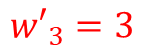 w'₃ = 3